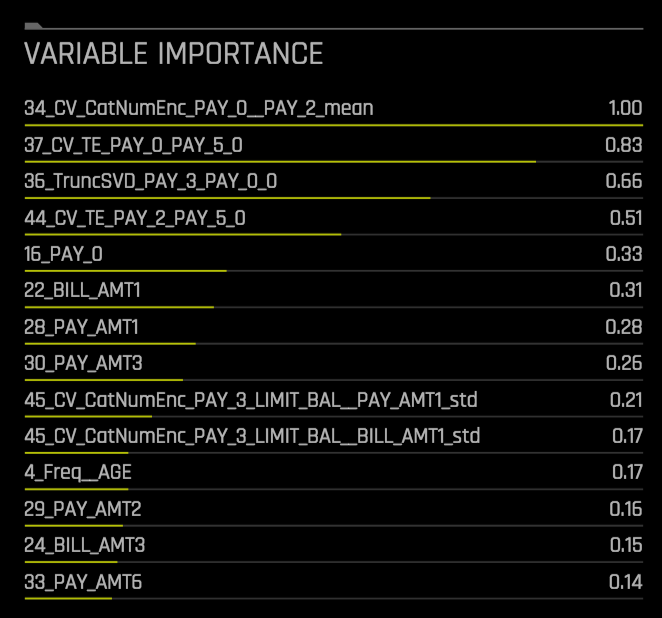 VARIABLE IMPORTANCE
34_CV_CatNumEnc_PAY_0__PAY_2_mean 1.00
37_CV_TE_PAY_0_PAY_5_0 0.83
36_TruncSVD_PAY_3_PAY_0_0 0.66
44_CV_TE_PAY_2_PAY_5_0 0.51
16_PAY_0 0.33
22_BILL_AMT1 0.31
28_PAY_AMT1 0.28
30_PAY_AMT3 0.26
45_CV_CatNumEnc_PAY_3_LIMIT_BAL__PAY_AMT1_std 0.21
45_CV_CatNumEnc_PAY_3_LIMIT_BAL__BILL_AMT1_std 0.17
4_Freq__AGE 0.17
29_PAY_AMT2 0.16
24_BILL_AMT3 0.15
33_PAY_AMT6 0.14